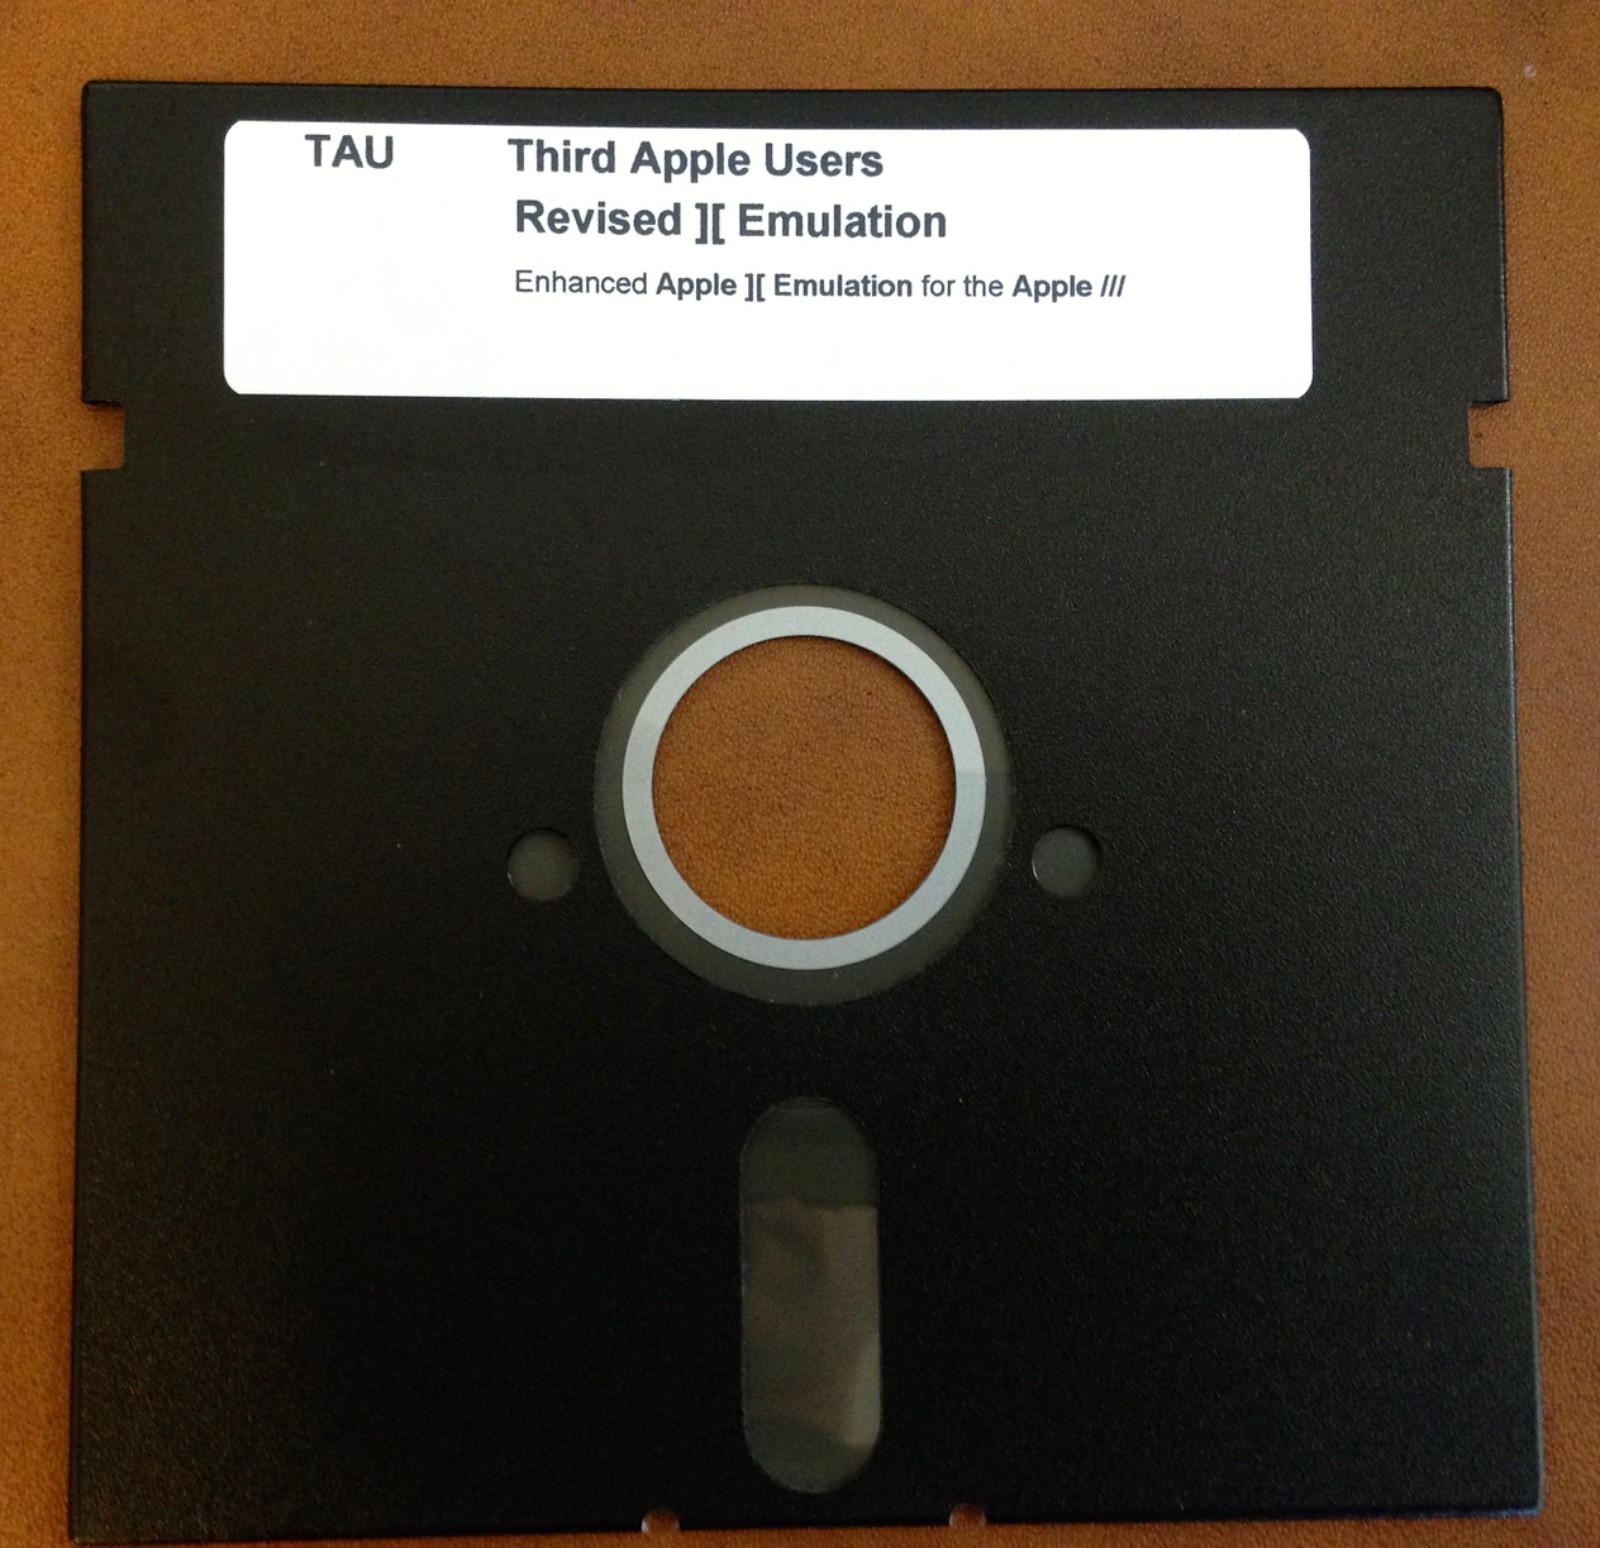 TAU Third Apple Users
Revised ][ Emulation
Enhanced Apple ][ Emulation for the Apple ///